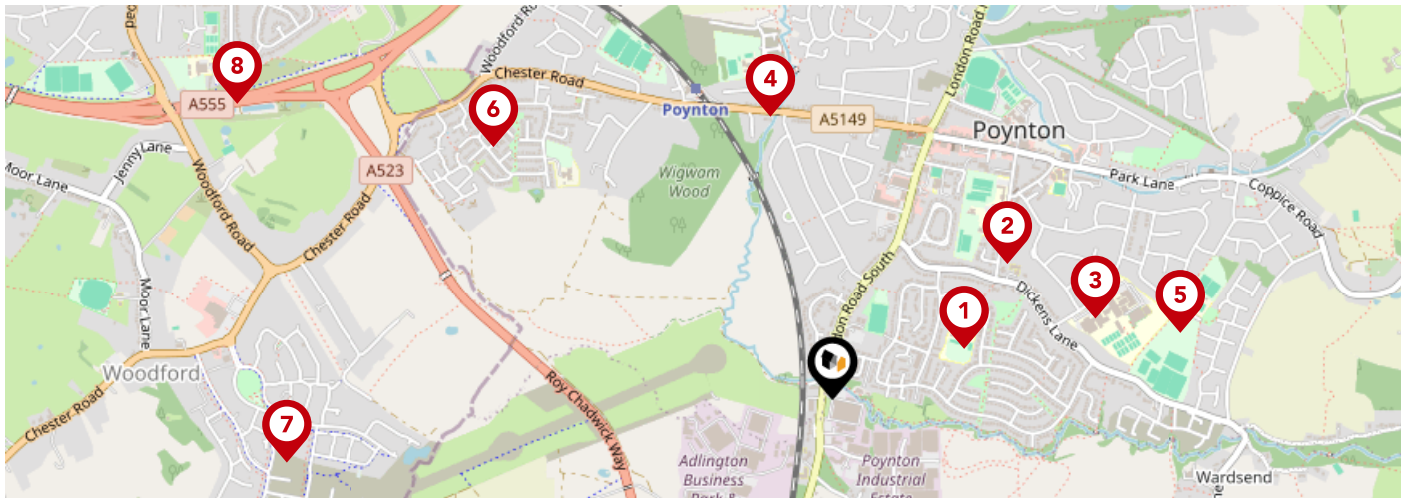 Road
Woodford Ro
London Road
8
Chester Road
4
A555
6
Poynton
A5149
Poynton
Jenny Lane
Moor Lane
A523
Wigwam
Wood
Park Lane
Coppice Road
Woodford Road
Chester Road
2
3
5
1
Moor Lane
don Road South
Dickens Lane
Woodford
Chester Road
Roy Chadwick Way
7
Adlington
Business
Park &
Poynton
Industrial
Estate
Wardsend